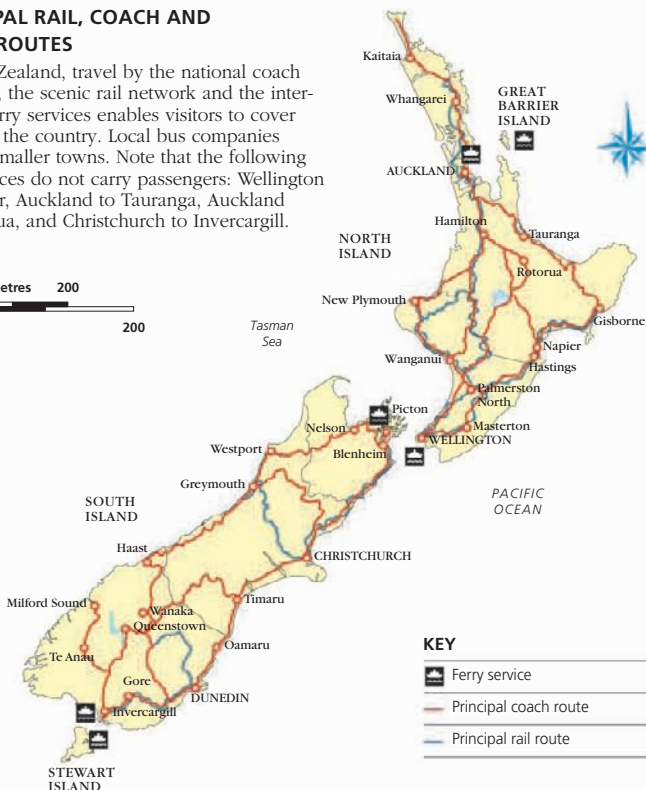 PAL RAIL, COACH AND
ROUTES
Zealand, travel by the national coach
, the scenic rail network and the inter-
rry services enables visitors to cover
the country. Local bus companies
maller towns. Note that the following
ices do not carry passengers: Wellington
r, Auckland to Tauranga, Auckland
ua, and Christchurch to Invercargill.
etres 200
200
Kaitaia
Whangarei
GREAT
BARRIER
ISLAND
AUCKLAND
Hamilton
Tauranga
NORTH
ISLAND
Rotorua
New Plymouth
Gisborne
Tasman
Sea
Napier
Wanganui
Hastings
Palmerston
North
Picton
Nelson
Masterton
WELLINGTON
Westport
Blenheim
Greymouth
PACIFIC
OCEAN
SOUTH
ISLAND
Haast
CHRISTCHURCH
Milford Sound
Wanaka
Timaru
Queenstown
Te Anau
Oamaru
Gore
DUNEDIN
Invercargill
STEWART
ISLAND
KEY
Ferry service
Principal coach route
Principal rail route